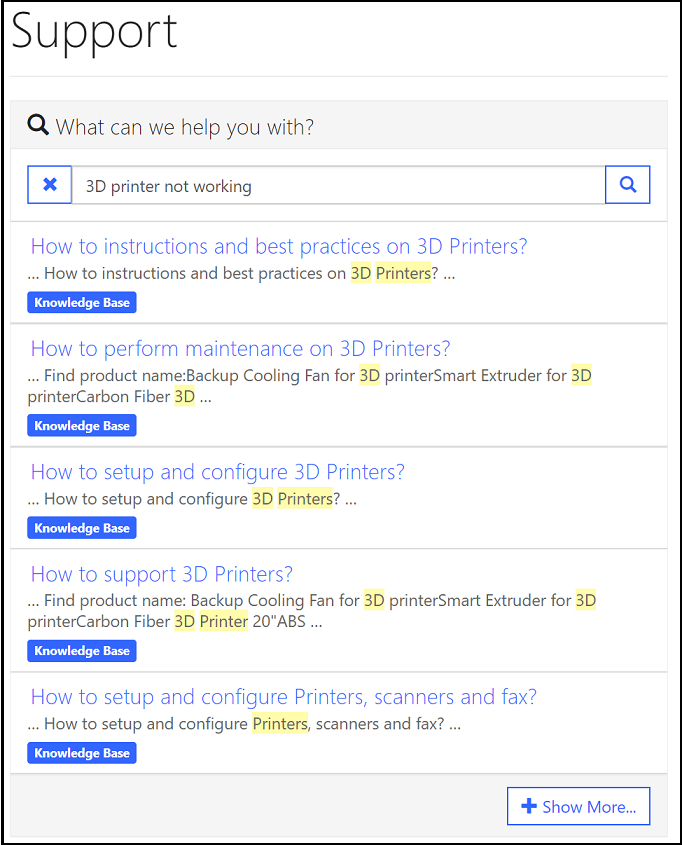 Support
What can we help you with?
3D printer not working
How to instructions and best practices on 3D Printers?
... How to instructions and best practices on 3D Printers? ...
Knowledge Base
How to perform maintenance on 3D Printers?
... Find product name:Backup Cooling Fan for 3D printerSmart Extruder for 3D
printerCarbon Fiber 3D ...
Knowledge Base
How to setup and configure 3D Printers?
... How to setup and configure 3D Printers? ...
Knowledge Base
How to support 3D Printers?
... Find product name: Backup Cooling Fan for 3D printerSmart Extruder for 3D
printerCarbon Fiber 3D Printer 20"ABS ...
Knowledge Base
How to setup and configure Printers, scanners and fax?
... How to setup and configure Printers, scanners and fax? ...
Knowledge Base
Show More...